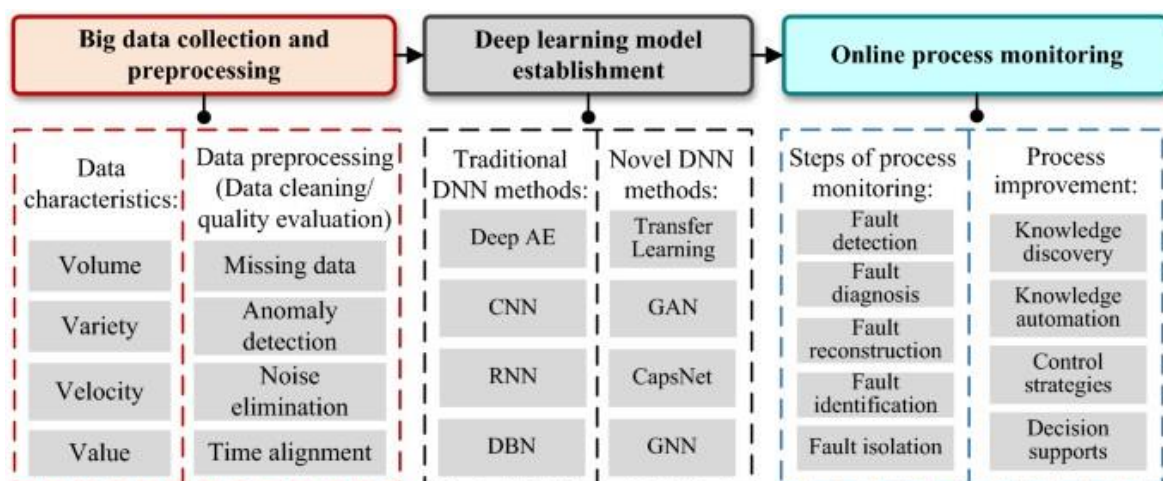 Big data collection and
preprocessing
Deep learning model
establishment
Online process monitoring
Data
characteristics:
Volume
Variety
Velocity
Value
Data preprocessing
(Data cleaning/
quality evaluation)
Missing data
Anomaly
detection
Noise
elimination
Time alignment
Traditional
DNN methods:
Deep AE
CNN
RNN
DBN
Novel DNN
methods:
Transfer
Learning
GAN
CapsNet
GNN
Steps of process
monitoring:
Fault
detection
Fault
diagnosis
Fault
reconstruction
Fault
identification
Fault isolation
Process
improvement:
Knowledge
discovery
Knowledge
automation
Control
strategies
Decision
supports